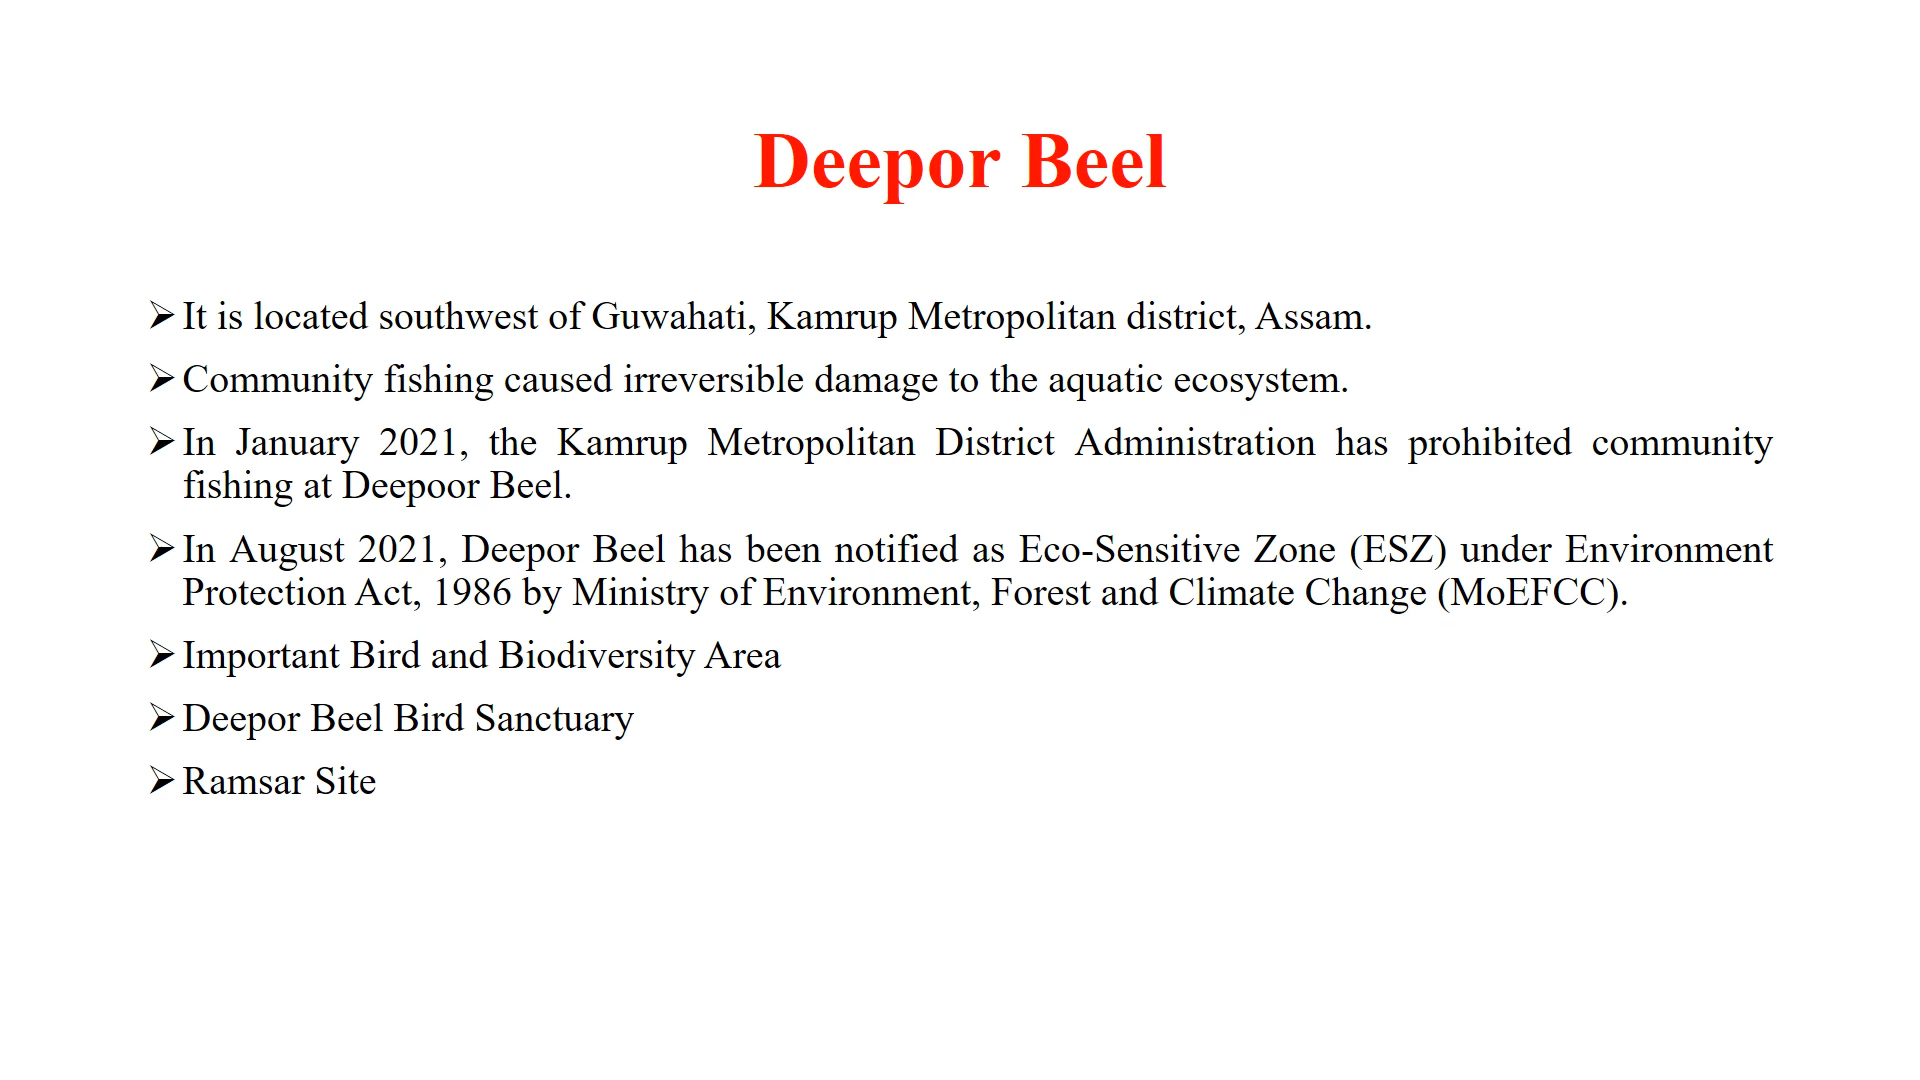 Deepor Beel
➢ It is located southwest of Guwahati, Kamrup Metropolitan district, Assam.
➢ Community fishing caused irreversible damage to the aquatic ecosystem.
➢ In January 2021, the Kamrup Metropolitan District Administration has prohibited community
fishing at Deepoor Beel.
➢ In August 2021, Deepor Beel has been notified as Eco-Sensitive Zone (ESZ) under Environment
Protection Act, 1986 by Ministry of Environment, Forest and Climate Change (MoEFCC).
➢ Important Bird and Biodiversity Area
➢ Deepor Beel Bird Sanctuary
➢ Ramsar Site